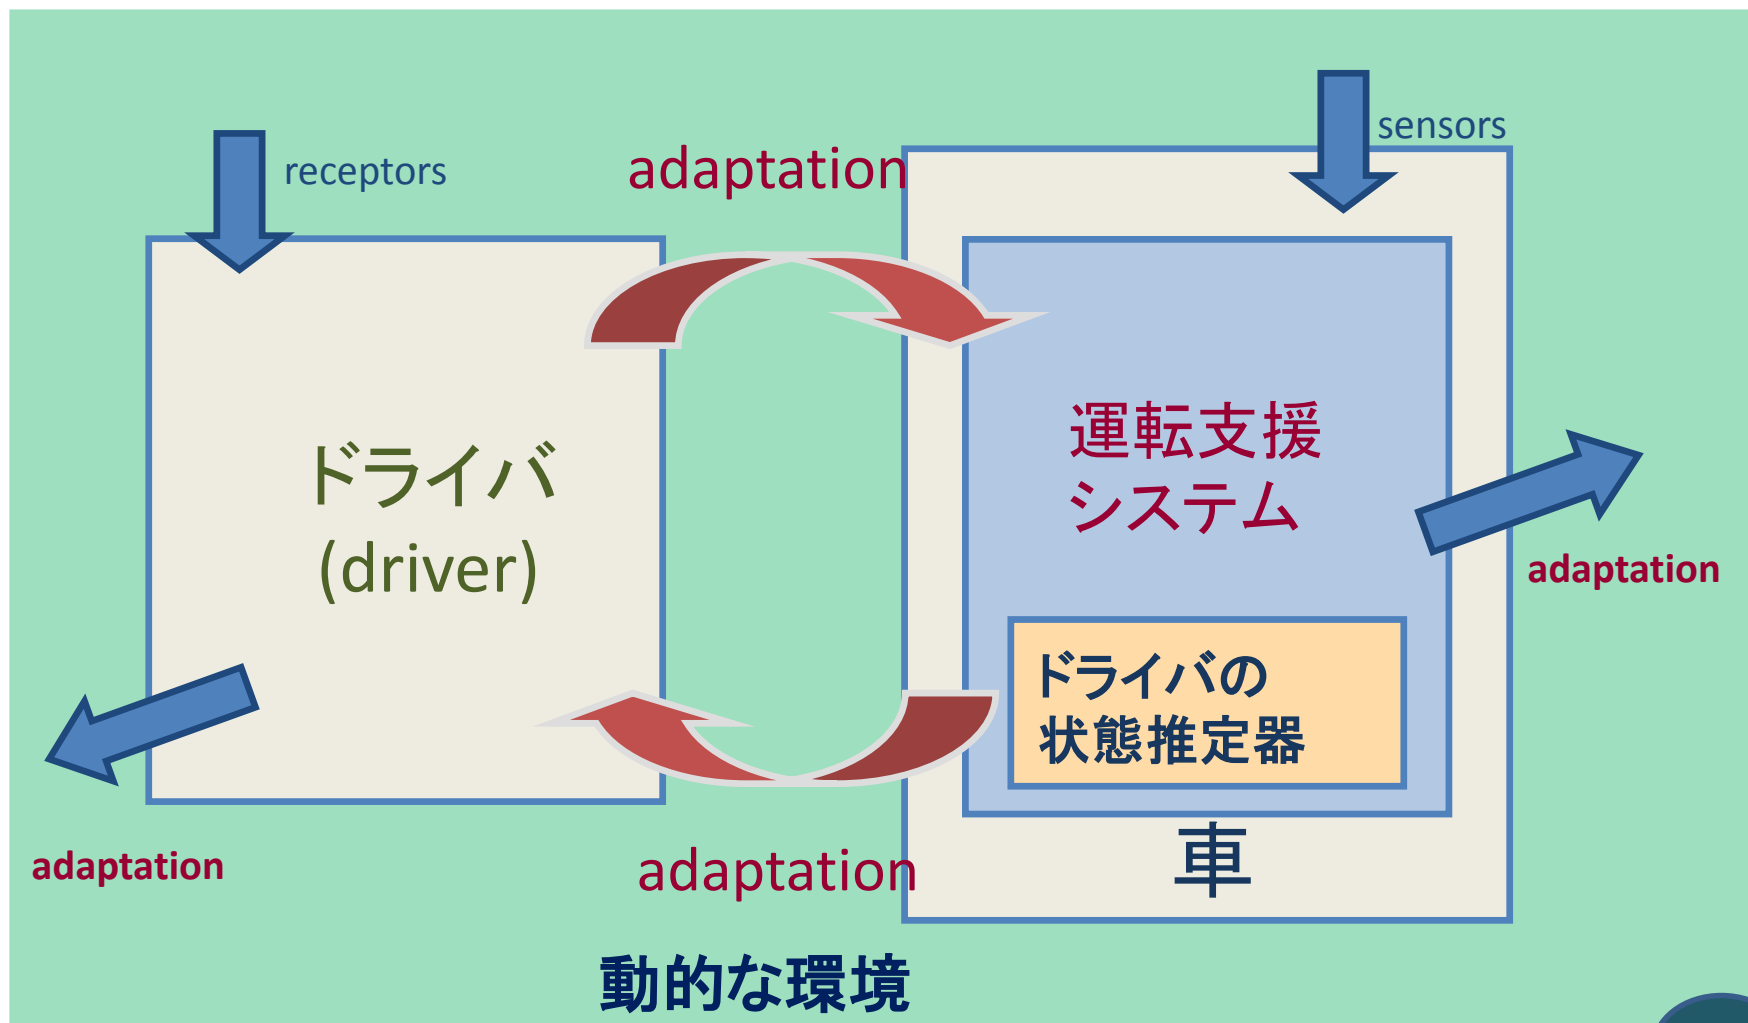 sensors
receptors
adaptation
運転支援
システム
ドライバ
(driver)
adaptation
ドライバの
状態推定器
adaptation
adaptation
車
動的な環境